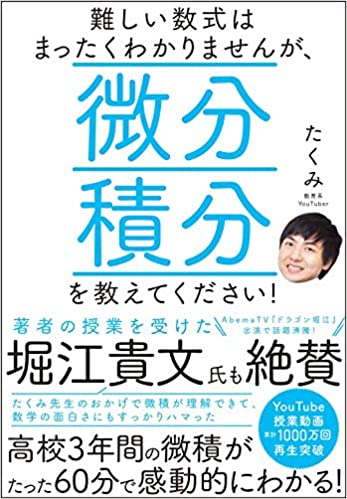 難しい数式は
まったくわかりませんが、
微分
積分
を教えてください!
たくみ
教育系
YouTuber
AbemaTV「ドラゴン堀江」
出演で話題沸騰!
著者の授業を受けた
堀江貴文氏も絶賛
たくみ先生のおかげで微積が理解できて、
数学の面白さにもすっかりハマった
YouTube
授業動画
累計1000万回
再生突破
高校3年間の微積が
たった60分で感動的にわかる!